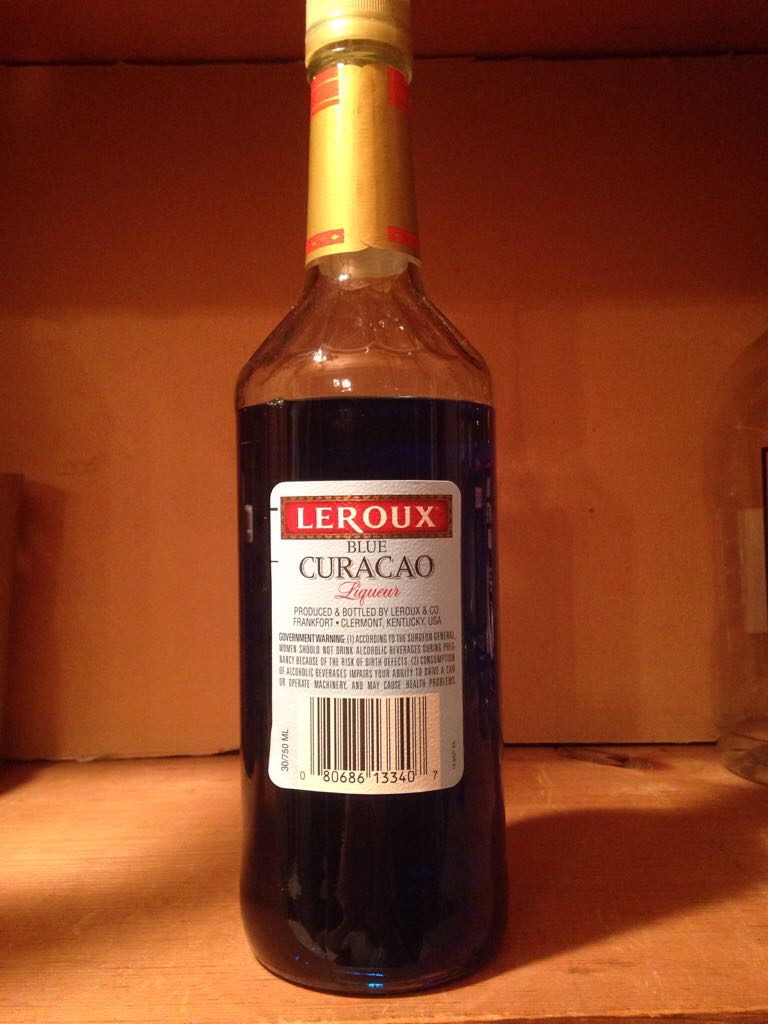 LEROUX
BLUE
CURACAO
Liqueur
PRODUCED & BOTTLED BY LEROUX & CO.
FRANKFORT • CLERMONT, KENTUCKY, USA
GOVERNMENT WARNING: (1) ACCORDING TO THE SURGEON GENERAL,
WOMEN SHOULD NOT DRINK ALCOHOLIC BEVERAGES DURING PREG-
NANCY BECAUSE OF THE RISK OF BIRTH DEFECTS. (2) CONSUMPTION
OF ALCOHOLIC BEVERAGES IMPAIRS YOUR ABILITY TO DRIVE A CAR
OR OPERATE MACHINERY, AND MAY CAUSE HEALTH PROBLEMS.
30/750 ML
0 80686 13340 7